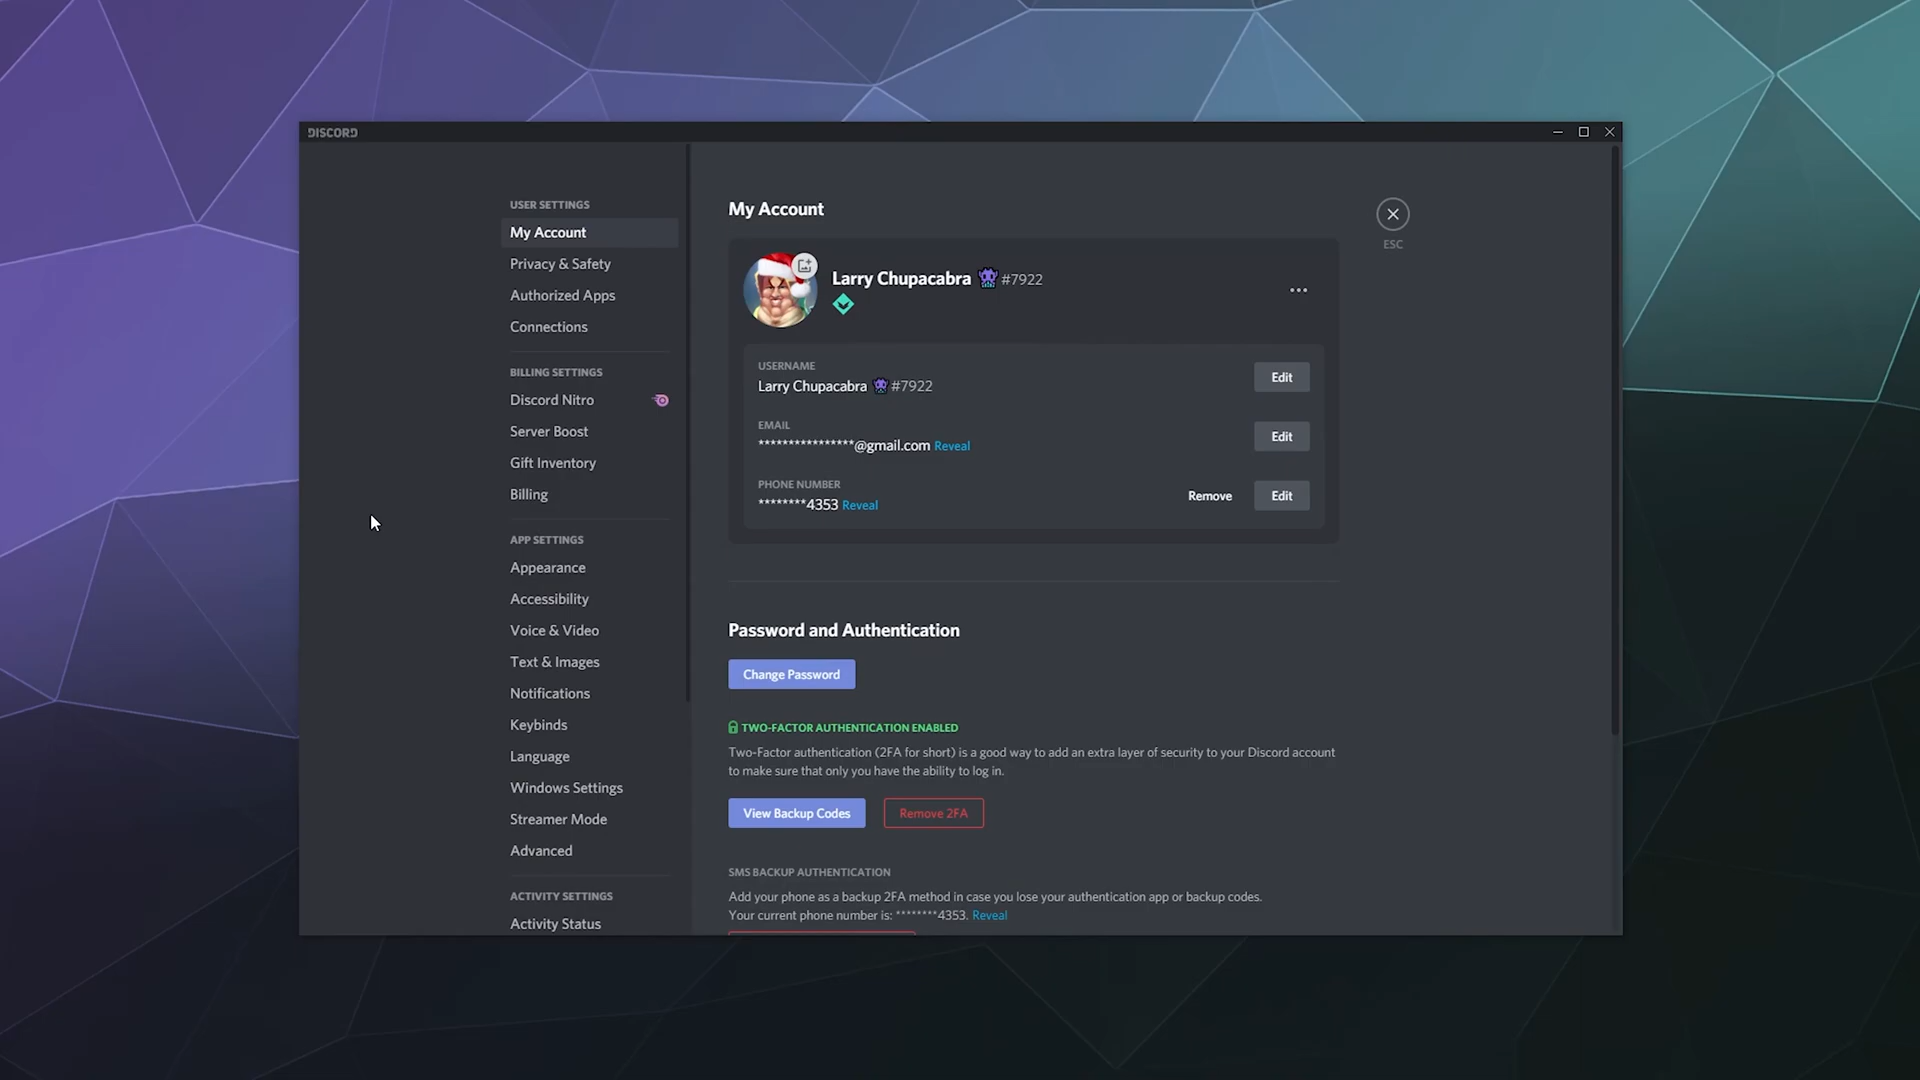 DISCORD
USER SETTINGS
My Account
Privacy & Safety
Authorized Apps
Connections
BILLING SETTINGS
Discord Nitro
Server Boost
Gift Inventory
Billing
APP SETTINGS
Appearance
Accessibility
Voice & Video
Text & Images
Notifications
Keybinds
Language
Windows Settings
Streamer Mode
Advanced
ACTIVITY SETTINGS
Activity Status
My Account
ESC
Larry Chupacabra 👾 #7922
USERNAME
Larry Chupacabra 👾 #7922
Edit
EMAIL
****************@gmail.com Reveal
Edit
PHONE NUMBER
********4353 Reveal
Remove
Edit
Password and Authentication
Change Password
TWO-FACTOR AUTHENTICATION ENABLED
Two-Factor authentication (2FA for short) is a good way to add an extra layer of security to your Discord account
to make sure that only you have the ability to log in.
View Backup Codes
Remove 2FA
SMS BACKUP AUTHENTICATION
Add your phone as a backup 2FA method in case you lose your authentication app or backup codes.
Your current phone number is: ********4353. Reveal